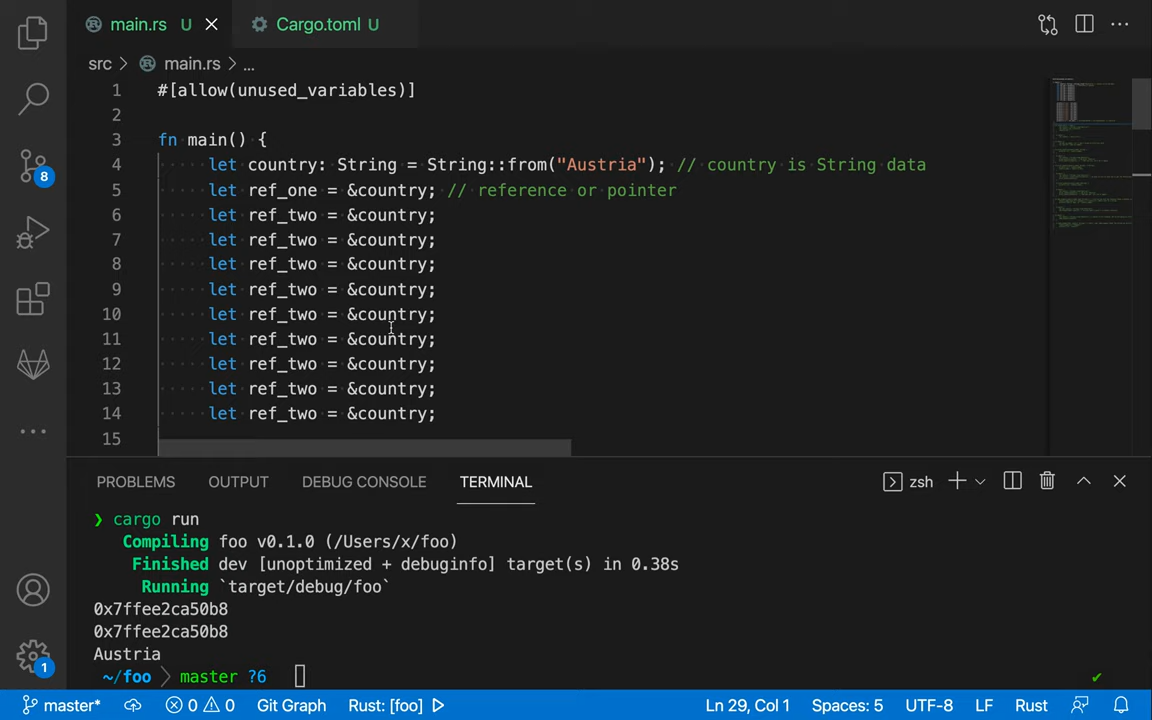 main.rs U
Cargo.toml U
src > main.rs > ...
1 #[allow(unused_variables)]
2
3 fn main() {
4 let country: String = String::from("Austria"); // country is String data
5 let ref_one = &country; // reference or pointer
6 let ref_two = &country;
7 let ref_two = &country;
8 let ref_two = &country;
9 let ref_two = &country;
10 let ref_two = &country;
11 let ref_two = &country;
12 let ref_two = &country;
13 let ref_two = &country;
14 let ref_two = &country;
15
8
PROBLEMS OUTPUT DEBUG CONSOLE TERMINAL zsh
❯ cargo run
Compiling foo v0.1.0 (/Users/x/foo)
Finished dev [unoptimized + debuginfo] target(s) in 0.38s
Running `target/debug/foo`
0x7ffee2ca50b8
0x7ffee2ca50b8
Austria
~/foo > master ?6 ✔
1
master* 0 0 Git Graph Rust: [foo] Ln 29, Col 1 Spaces: 5 UTF-8 LF Rust